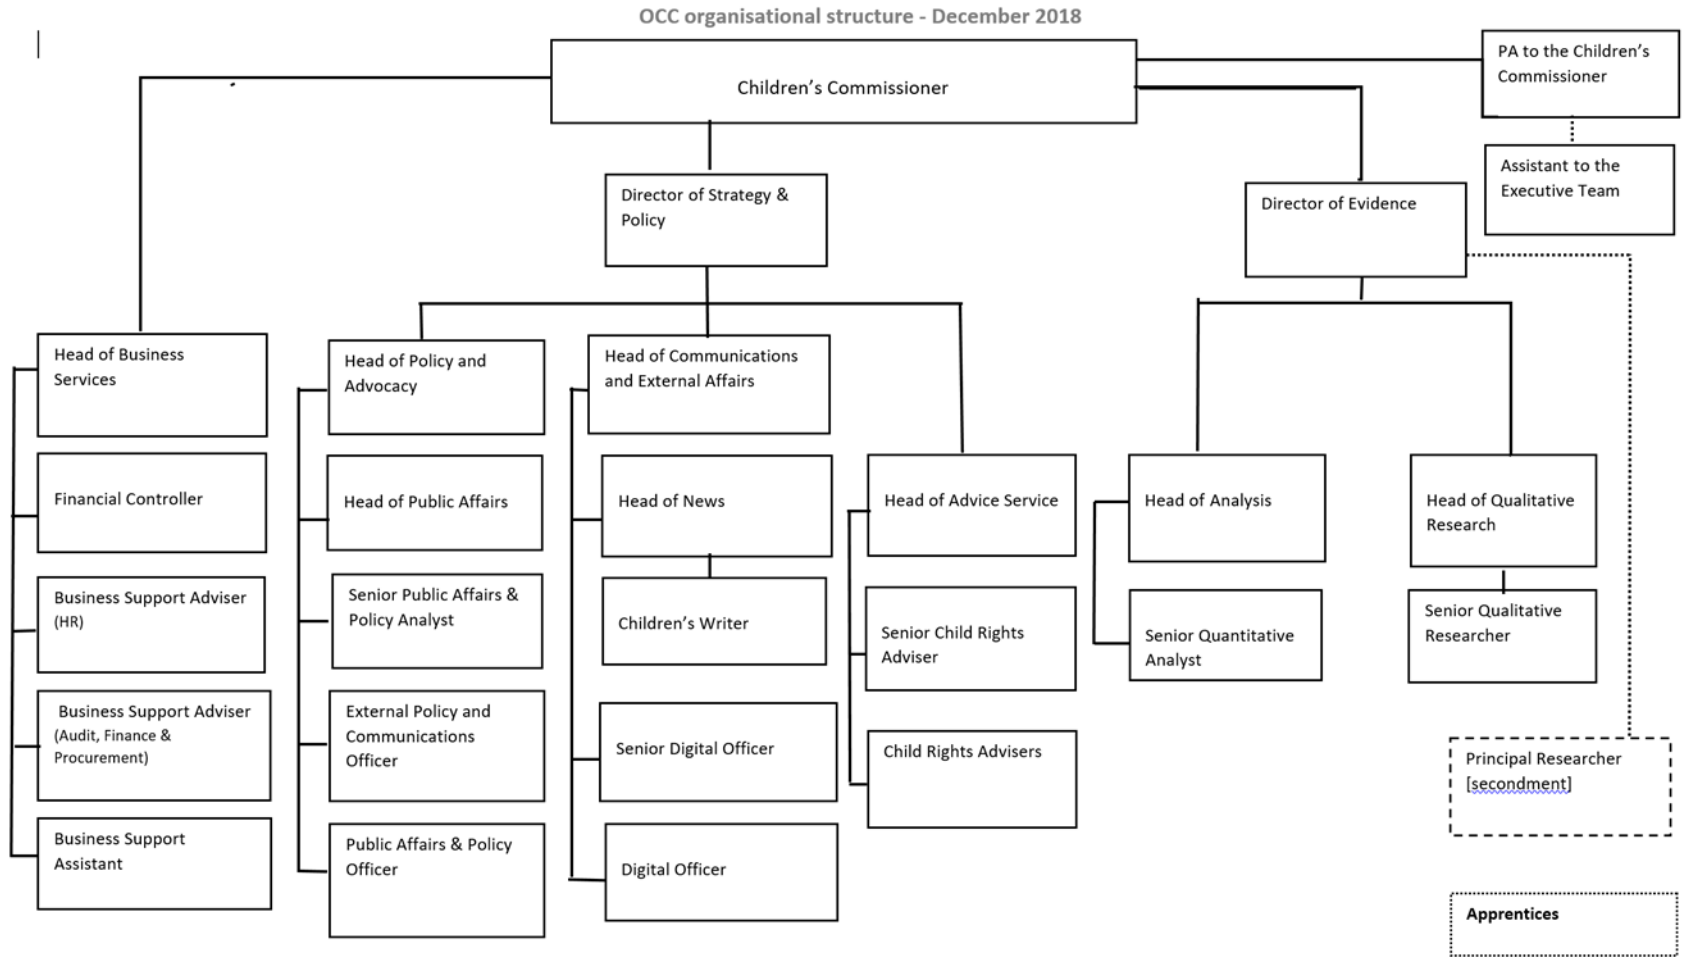 OCC organisational structure - December 2018
Children's Commissioner
PA to the Children's
Commissioner
Assistant to the
Executive Team
Director of Strategy &
Policy
Director of Evidence
Head of Business
Services
Financial Controller
Business Support Adviser
(HR)
Business Support Adviser
(Audit, Finance &
Procurement)
Business Support
Assistant
Head of Policy and
Advocacy
Head of Public Affairs
Senior Public Affairs &
Policy Analyst
External Policy and
Communications
Officer
Public Affairs & Policy
Officer
Head of Communications
and External Affairs
Head of News
Children's Writer
Senior Digital Officer
Digital Officer
Head of Advice Service
Senior Child Rights
Adviser
Child Rights Advisers
Head of Analysis
Senior Quantitative
Analyst
Head of Qualitative
Research
Senior Qualitative
Researcher
Principal Researcher
[secondment]
Apprentices